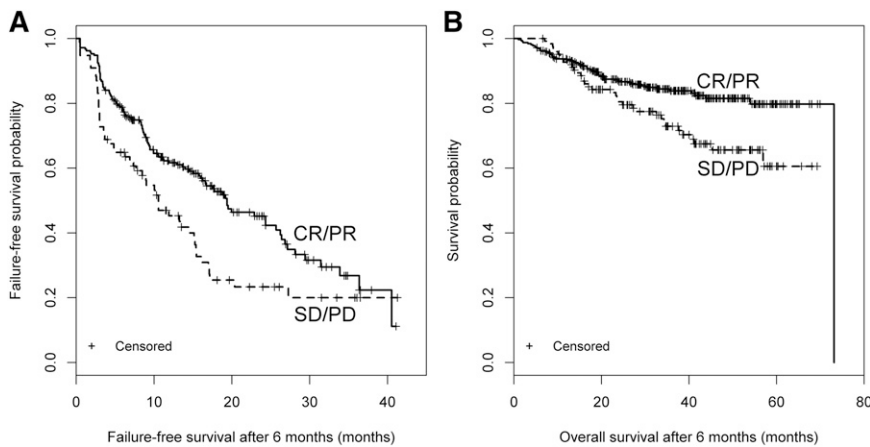 A
Failure-free survival probability
1.0
0.8
0.6
0.4
0.2
0.0
CR/PR
SD/PD
+ Censored
0 10 20 30 40
Failure-free survival after 6 months (months)
B
Survival probability
1.0
0.8
0.6
0.4
0.2
0.0
CR/PR
SD/PD
+ Censored
0 20 40 60 80
Overall survival after 6 months (months)